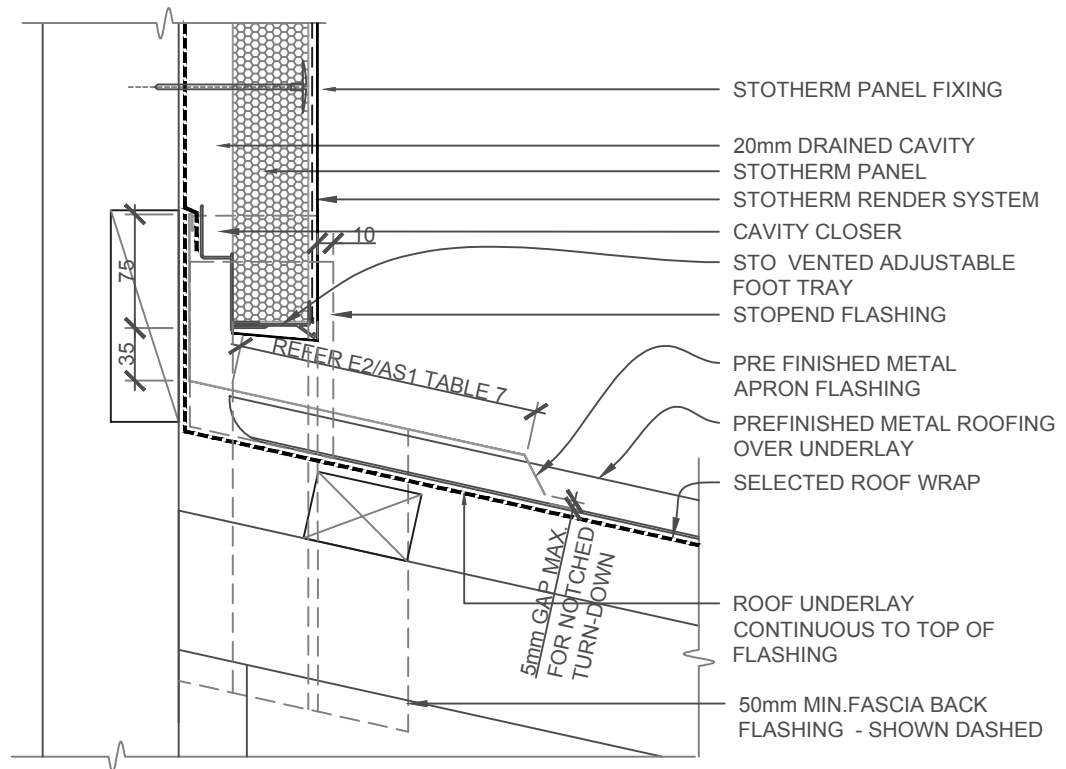 STOTHERM PANEL FIXING
20mm DRAINED CAVITY
STOTHERM PANEL
STOTHERM RENDER SYSTEM
CAVITY CLOSER
10
STO VENTED ADJUSTABLE
FOOT TRAY
STOPEND FLASHING
75
35
REFER E2/AS1 TABLE 7
PRE FINISHED METAL
APRON FLASHING
PREFINISHED METAL ROOFING
OVER UNDERLAY
SELECTED ROOF WRAP
5mm GAP MAX.
FOR NOTCHED
TURN-DOWN
ROOF UNDERLAY
CONTINUOUS TO TOP OF
FLASHING
50mm MIN.FASCIA BACK
FLASHING - SHOWN DASHED